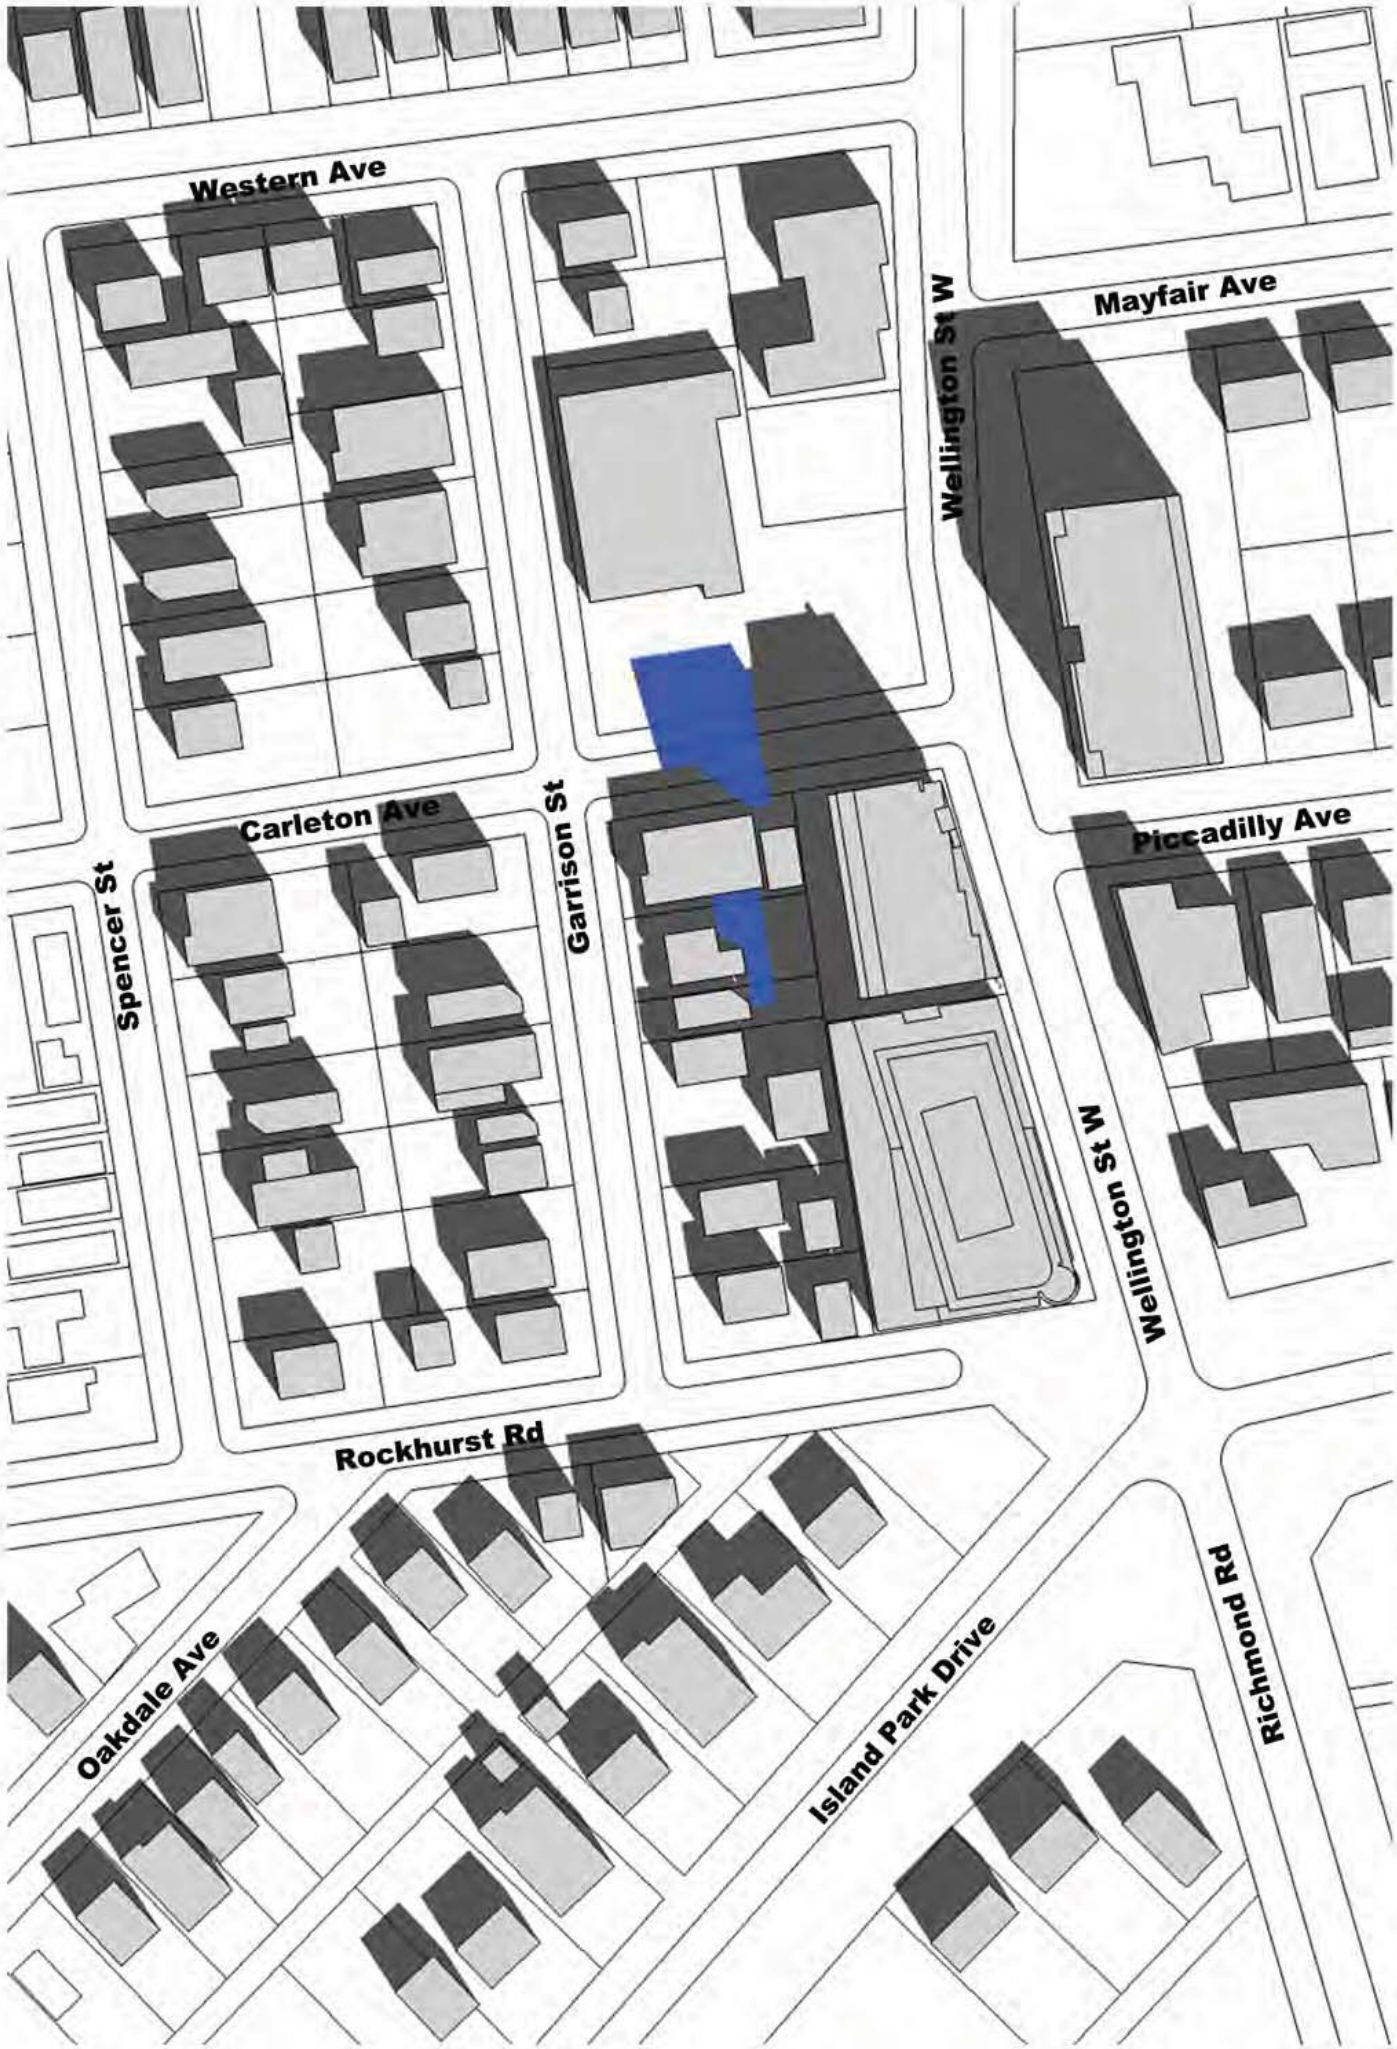 Western Ave
Mayfair Ave
Wellington St W
Carleton Ave
Garrison St
Piccadilly Ave
Spencer St
Wellington St W
Rockhurst Rd
Richmond Rd
Oakdale Ave
Island Park Drive